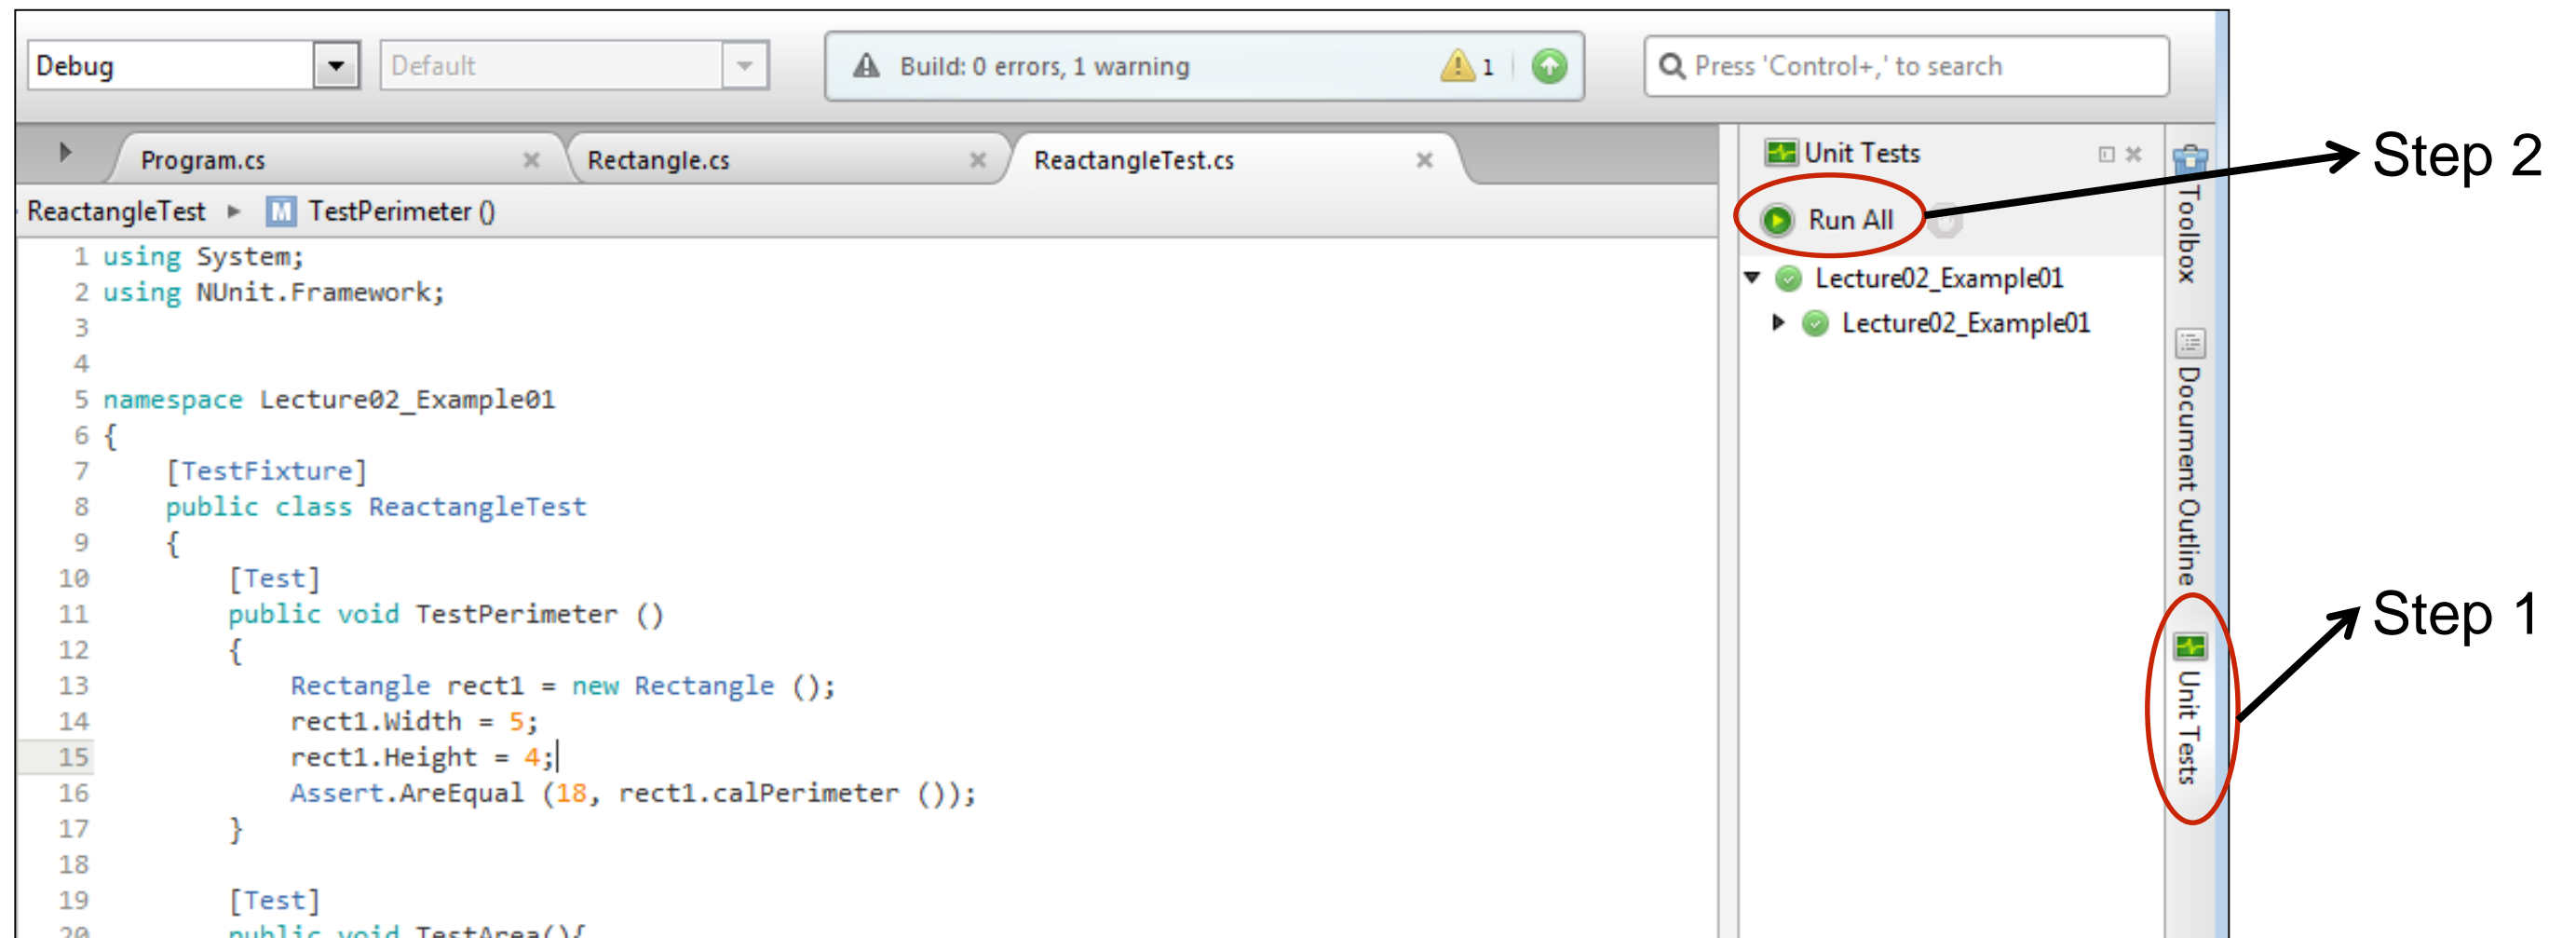 Debug
Default
Build: 0 errors, 1 warning
1
Press 'Control+,' to search
Program.cs
Rectangle.cs
ReactangleTest.cs
Unit Tests
Step 2
ReactangleTest
M TestPerimeter ()
Run All
Toolbox
1 using System;
2 using NUnit.Framework;
3
4
5 namespace Lecture02_Example01
6 {
7 [TestFixture]
8 public class ReactangleTest
9 {
10 [Test]
11 public void TestPerimeter ()
12 {
13 Rectangle rect1 = new Rectangle ();
14 rect1.Width = 5;
15 rect1.Height = 4;
16 Assert.AreEqual (18, rect1.calPerimeter ());
17 }
18
19 [Test]
20 public void TestArea(){
Lecture02_Example01
Lecture02_Example01
Document Outline
Unit Tests
Step 1